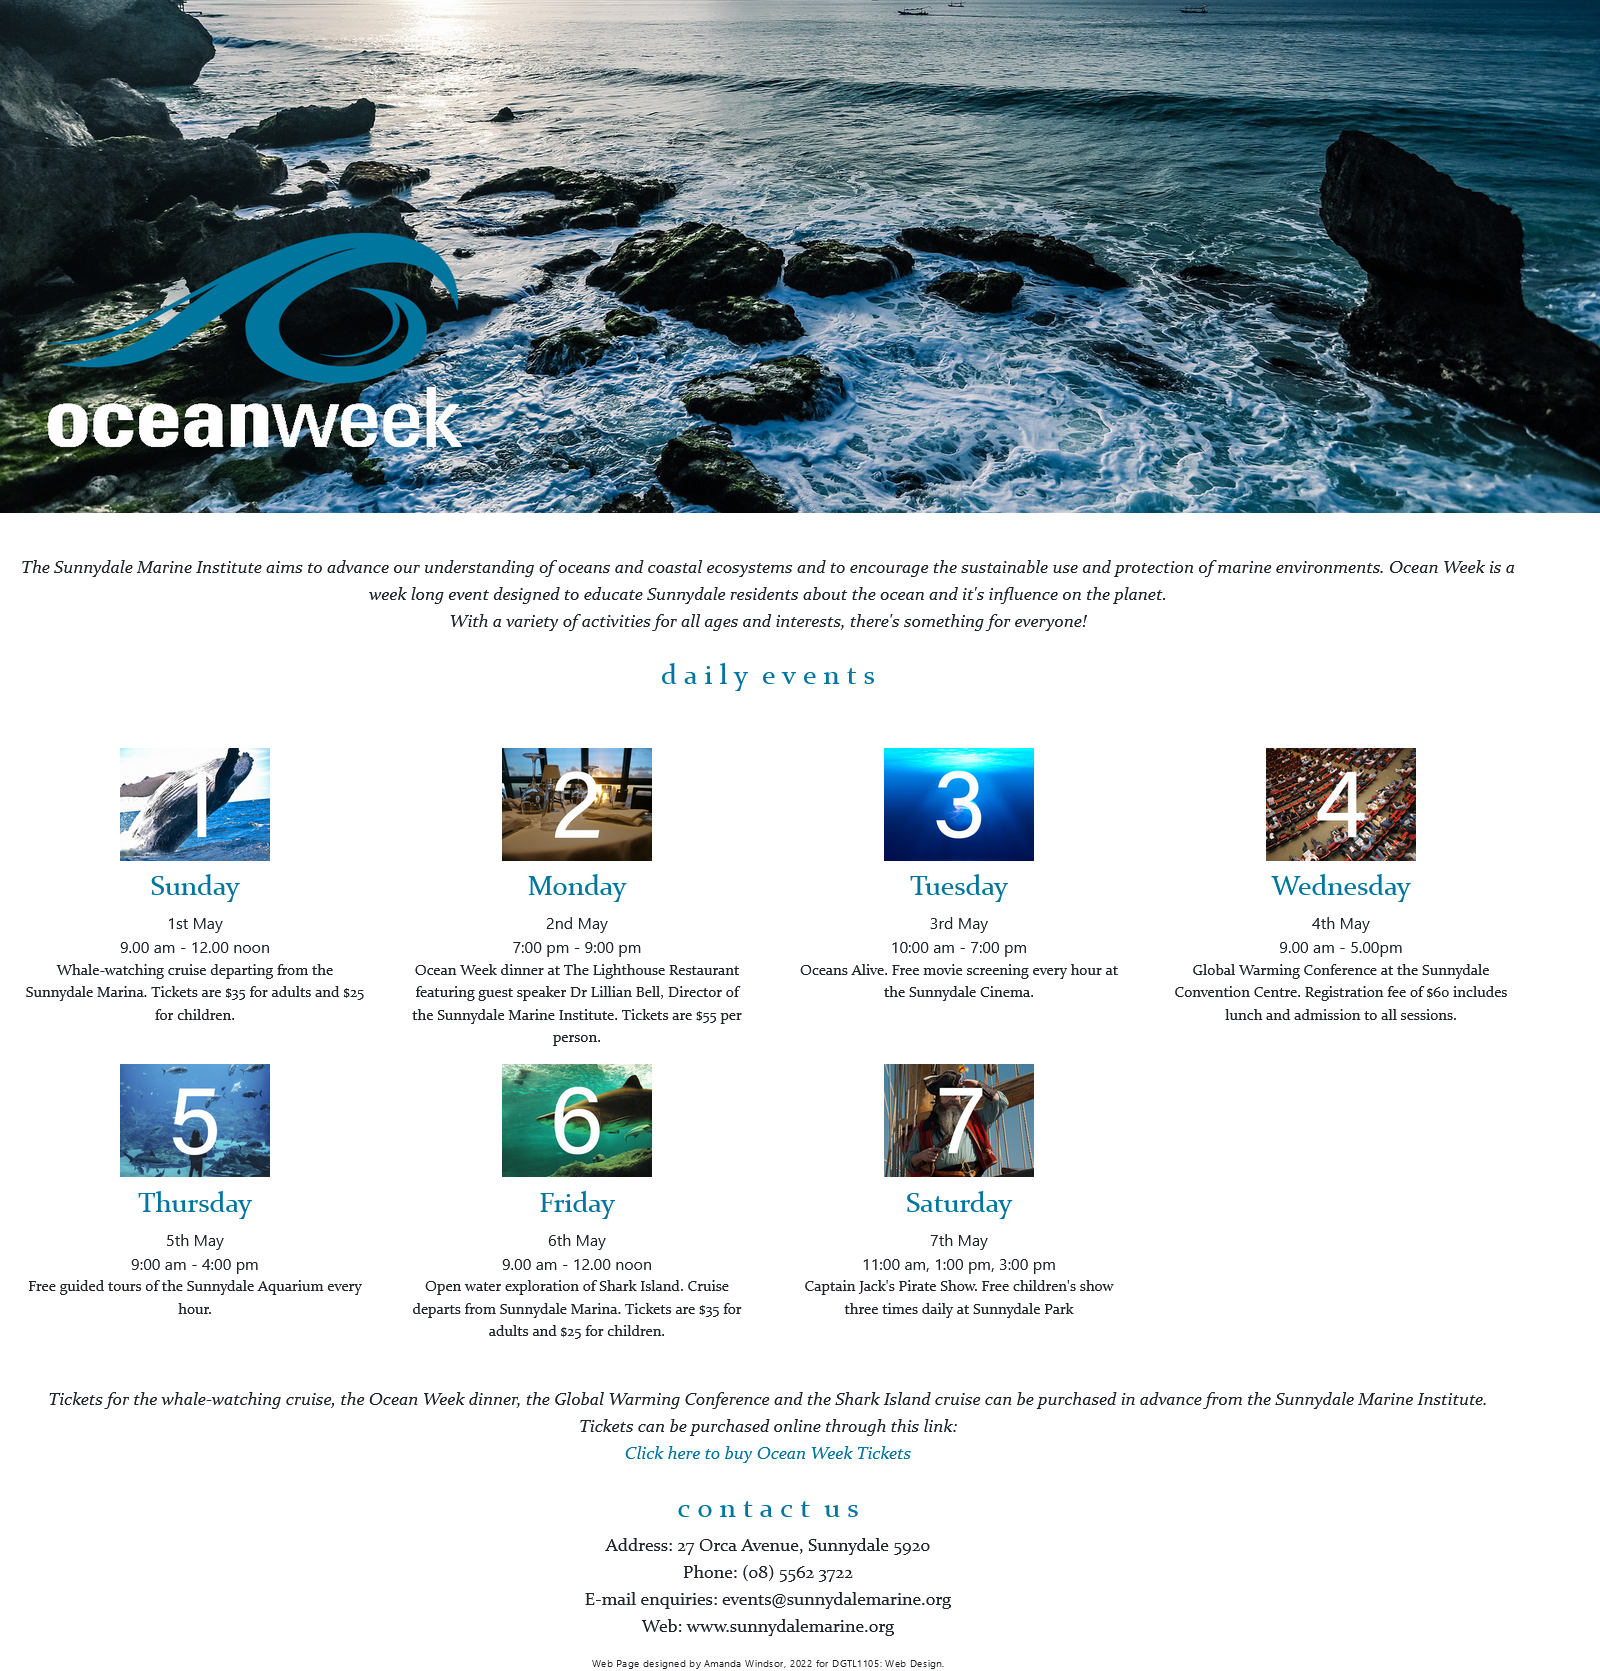 oceanweek
The Sunnydale Marine Institute aims to advance our understanding of oceans and coastal ecosystems and to encourage the sustainable use and protection of marine environments. Ocean Week is a
week long event designed to educate Sunnydale residents about the ocean and it's influence on the planet.
With a variety of activities for all ages and interests, there's something for everyone!
daily events
1
Sunday
1st May
9.00 am - 12.00 noon
Whale-watching cruise departing from the
Sunnydale Marina. Tickets are $35 for adults and $25
for children.
2
Monday
2nd May
7:00 pm - 9:00 pm
Ocean Week dinner at The Lighthouse Restaurant
featuring guest speaker Dr Lillian Bell, Director of
the Sunnydale Marine Institute. Tickets are $55 per
person.
3
Tuesday
3rd May
10:00 am - 7:00 pm
Oceans Alive. Free movie screening every hour at
the Sunnydale Cinema.
4
Wednesday
4th May
9.00 am - 5.00pm
Global Warming Conference at the Sunnydale
Convention Centre. Registration fee of $60 includes
lunch and admission to all sessions.
5
Thursday
5th May
9:00 am - 4:00 pm
Free guided tours of the Sunnydale Aquarium every
hour.
6
Friday
6th May
9.00 am - 12.00 noon
Open water exploration of Shark Island. Cruise
departs from Sunnydale Marina. Tickets are $35 for
adults and $25 for children.
7
Saturday
7th May
11:00 am, 1:00 pm, 3:00 pm
Captain Jack's Pirate Show. Free children's show
three times daily at Sunnydale Park
Tickets for the whale-watching cruise, the Ocean Week dinner, the Global Warming Conference and the Shark Island cruise can be purchased in advance from the Sunnydale Marine Institute.
Tickets can be purchased online through this link:
Click here to buy Ocean Week Tickets
contact us
Address: 27 Orca Avenue, Sunnydale 5920
Phone: (08) 5562 3722
E-mail enquiries: events@sunnydalemarine.org
Web: www.sunnydalemarine.org
Web Page designed by Amanda Windsor, 2022 for DGTL1105: Web Design.